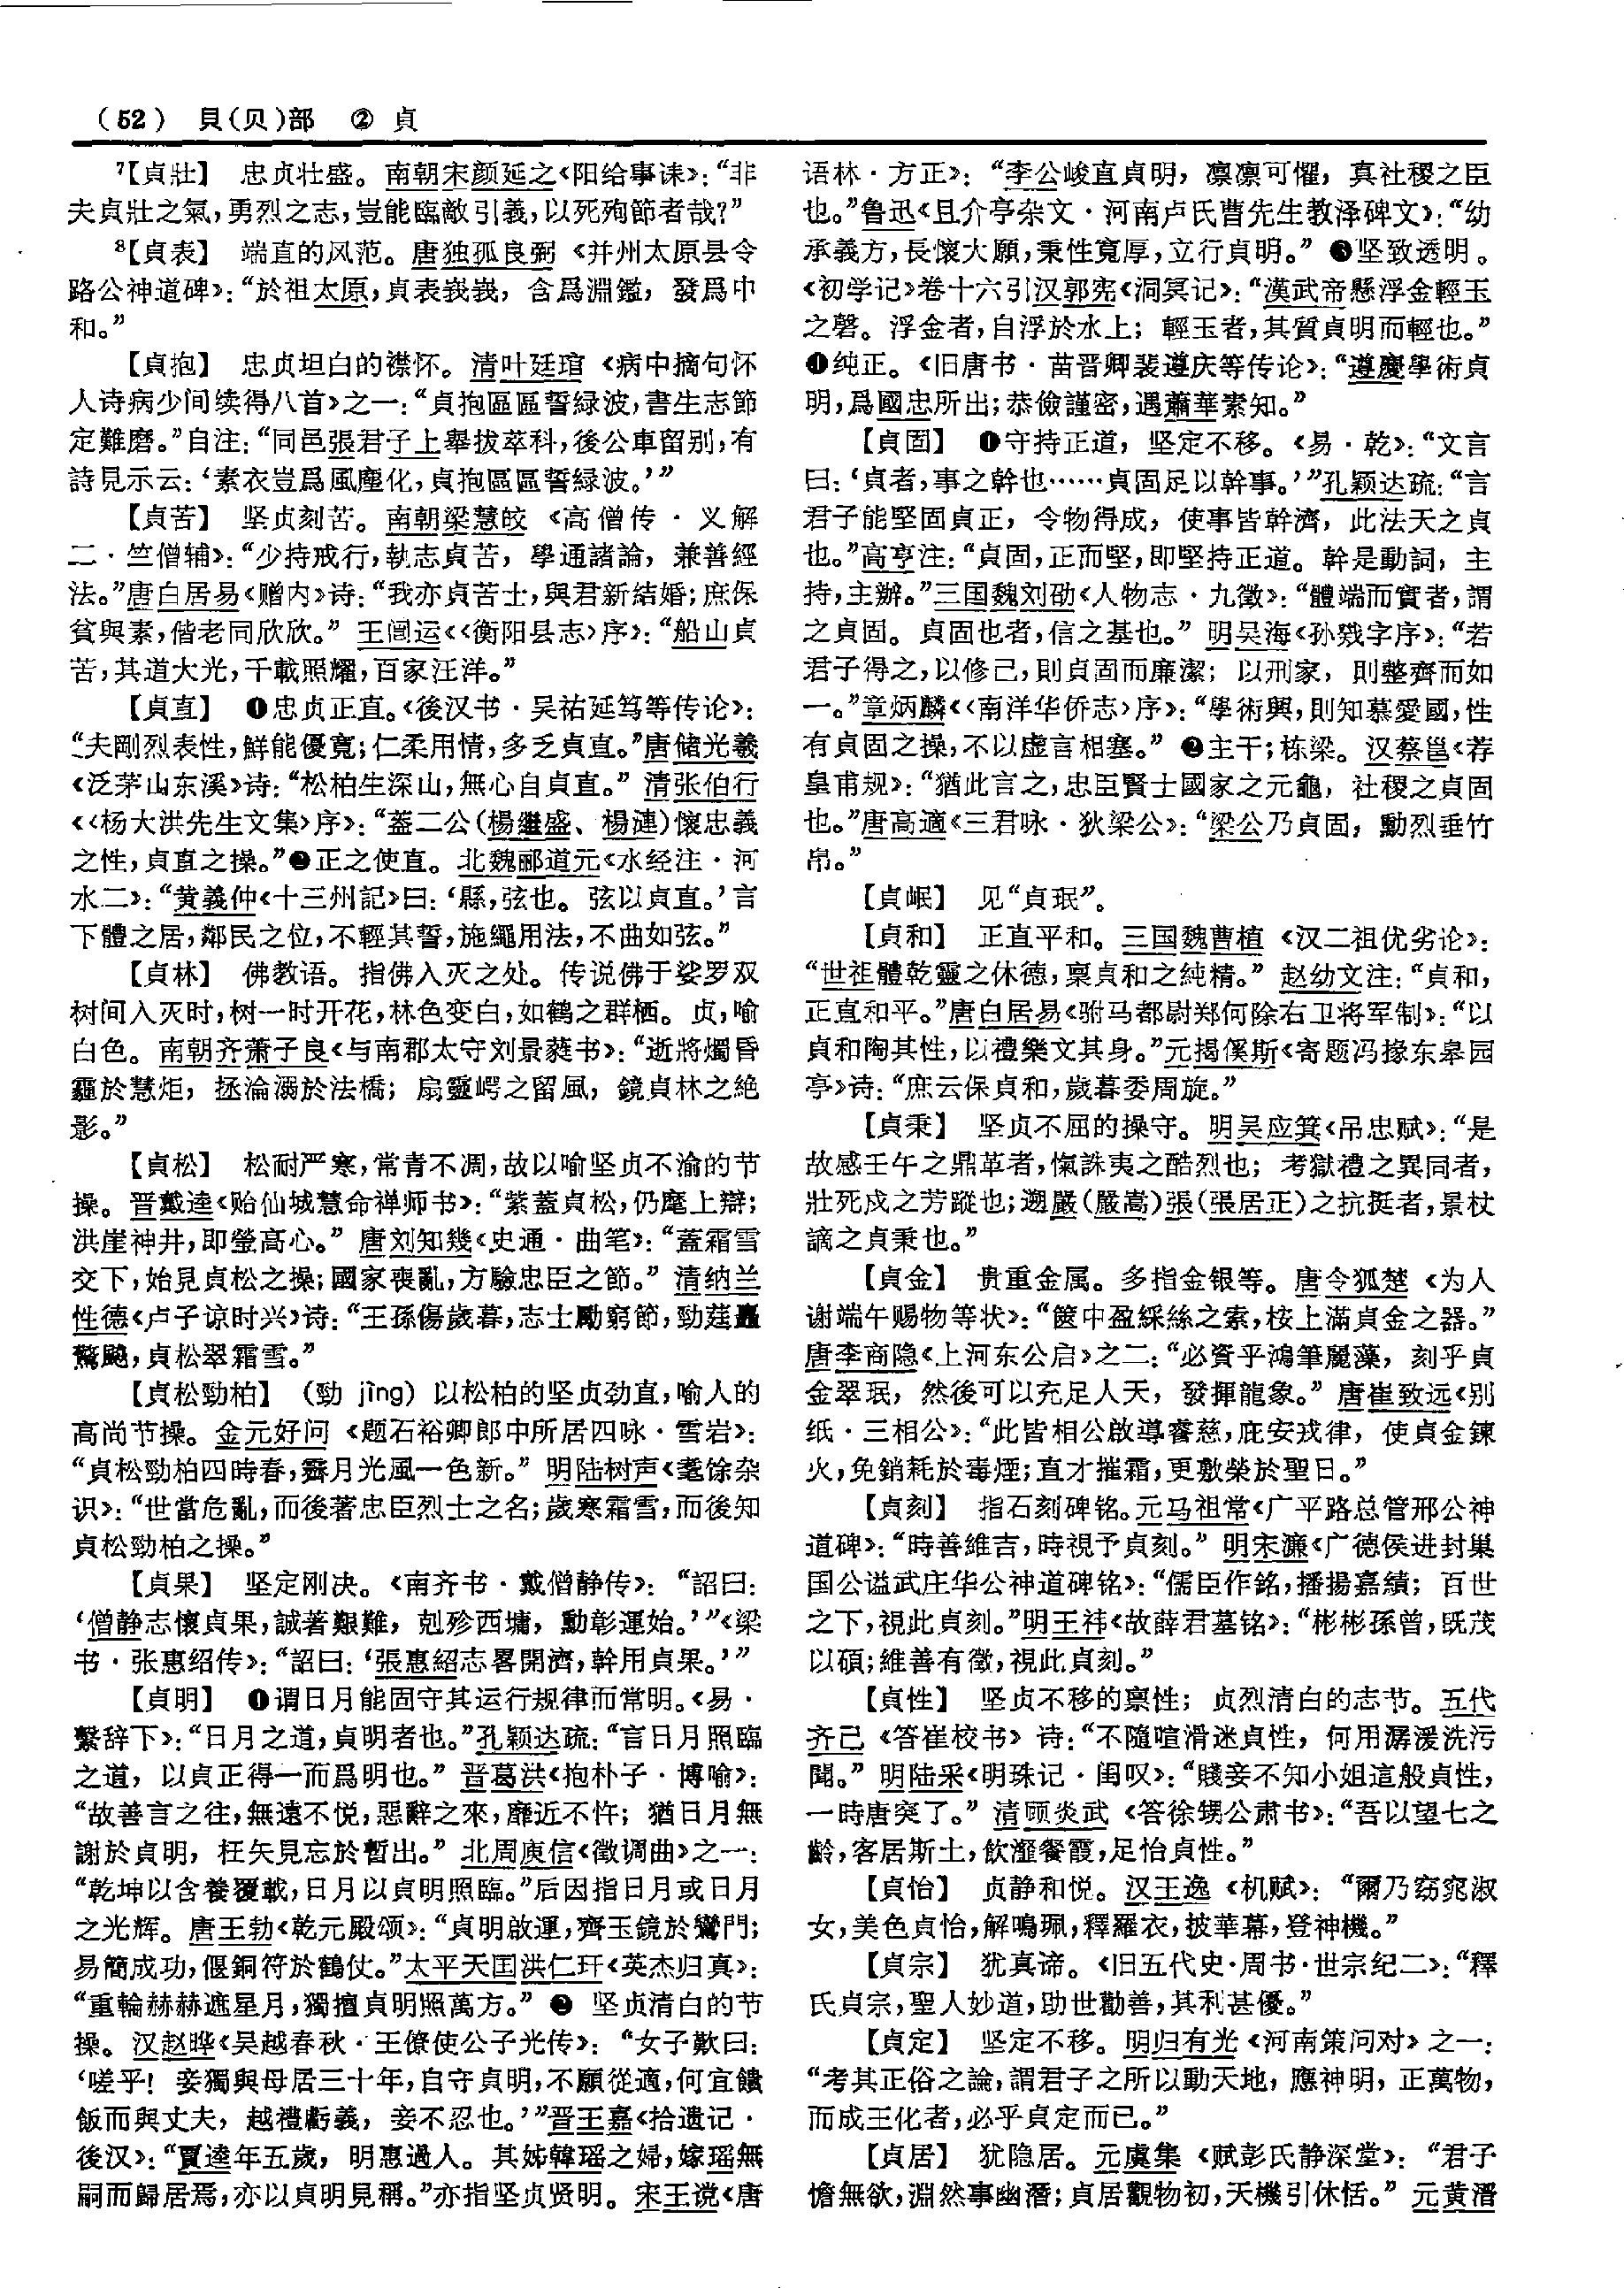 （52） 貝（贝）部 ② 貞
⁷【貞壯】 忠贞壮盛。南朝宋颜延之《阳给事诔》：“非
夫貞壯之氣，勇烈之志，豈能臨敵引義，以死殉節者哉？”
⁸【貞表】 端直的风范。唐独孤良弼《并州太原县令
路公神道碑》：“於祖太原，貞表峩峩，含爲淵鑑，發爲中
和。”
【貞抱】 忠贞坦白的襟怀。清叶廷琯《病中摘句怀
人诗病少间续得八首》之一：“貞抱區區誓緑波，書生志節
定難磨。”自注：“同邑張君子上舉拔萃科，後公車留别，有
詩見示云：‘素衣豈爲風塵化，貞抱區區誓緑波。’”
【貞苦】 坚贞刻苦。南朝梁慧皎《高僧传·义解
二·竺僧辅》：“少持戒行，執志貞苦，學通諸論，兼善經
法。”唐白居易《赠内》诗：“我亦貞苦士，與君新結婚；庶保
貧與素，偕老同欣欣。”王闿运《〈衡阳县志〉序》：“船山貞
苦，其道大光，千載照耀，百家汪洋。”
【貞直】 ❶忠贞正直。《後汉书·吴祐延笃等传论》：
“夫剛烈表性，鮮能優寬；仁柔用情，多乏貞直。”唐储光羲
《泛茅山东溪》诗：“松柏生深山，無心自貞直。”清张伯行
《〈杨大洪先生文集〉序》：“蓋二公（楊繼盛、楊漣）懷忠義
之性，貞直之操。”❷正之使直。北魏郦道元《水经注·河
水二》：“黄義仲《十三州記》曰：‘縣，弦也。弦以貞直。’言
下體之居，鄰民之位，不輕其誓，施繩用法，不曲如弦。”
【貞林】 佛教语。指佛入灭之处。传说佛于娑罗双
树间入灭时，树一时开花，林色变白，如鹤之群栖。贞，喻
白色。南朝齐萧子良《与南郡太守刘景蕤书》：“逝將燭昏
霾於慧炬，拯淪溺於法橋；扇靈崿之留風，鏡貞林之絶
影。”
【貞松】 松耐严寒，常青不凋，故以喻坚贞不渝的节
操。晋戴逵《贻仙城慧命禅师书》：“紫蓋貞松，仍麾上辯；
洪崖神井，即瑩高心。”唐刘知幾《史通·曲笔》：“蓋霜雪
交下，始見貞松之操；國家喪亂，方驗忠臣之節。”清纳兰
性德《卢子谅时兴》诗：“王孫傷歲暮，志士勵窮節，勁莛矗
驚飈，貞松翠霜雪。”
【貞松勁柏】 （勁 jìng）以松柏的坚贞劲直，喻人的
高尚节操。金元好问《题石裕卿郎中所居四咏·雪岩》：
“貞松勁柏四時春，霽月光風一色新。”明陆树声《耄馀杂
识》：“世當危亂，而後著忠臣烈士之名；歲寒霜雪，而後知
貞松勁柏之操。”
【貞果】 坚定刚决。《南齐书·戴僧静传》：“詔曰：
‘僧静志懷貞果，誠著艱難，剋殄西墉，勳彰運始。’”《梁
书·张惠绍传》：“詔曰：‘張惠紹志畧開濟，幹用貞果。’”
【貞明】 ❶谓日月能固守其运行规律而常明。《易·
繫辞下》：“日月之道，貞明者也。”孔颖达疏：“言日月照臨
之道，以貞正得一而爲明也。”晋葛洪《抱朴子·博喻》：
“故善言之往，無遠不悦，惡辭之來，靡近不忤；猶日月無
謝於貞明，枉矢見忘於暫出。”北周庾信《徵调曲》之一：
“乾坤以含養覆載，日月以貞明照臨。”后因指日月或日月
之光辉。唐王勃《乾元殿颂》：“貞明啟運，齊玉鏡於鸞門；
易簡成功，偃銅符於鶴仗。”太平天国洪仁玕《英杰归真》：
“重輪赫赫遮星月，獨擅貞明照萬方。”❷ 坚贞清白的节
操。汉赵晔《吴越春秋·王僚使公子光传》：“女子歎曰：
‘嗟乎！妾獨與母居三十年，自守貞明，不願從適，何宜饋
飯而與丈夫，越禮虧義，妾不忍也。’”晋王嘉《拾遗记·
後汉》：“賈逵年五歲，明惠過人。其姊韓瑶之婦，嫁瑶無
嗣而歸居焉，亦以貞明見稱。”亦指坚贞贤明。宋王谠《唐
语林·方正》：“李公峻直貞明，凛凛可懼，真社稷之臣
也。”鲁迅《且介亭杂文·河南卢氏曹先生教泽碑文》：“幼
承義方，長懷大願，秉性寬厚，立行貞明。”❸坚致透明。
《初学记》卷十六引汉郭宪《洞冥记》：“漢武帝懸浮金輕玉
之磬。浮金者，自浮於水上；輕玉者，其質貞明而輕也。”
❹纯正。《旧唐书·苗晋卿裴遵庆等传论》：“遵慶學術貞
明，爲國忠所出；恭儉謹密，遇蕭華素知。”
【貞固】 ❶守持正道，坚定不移。《易·乾》：“文言
曰：‘貞者，事之幹也……貞固足以幹事。’”孔颖达疏：“言
君子能堅固貞正，令物得成，使事皆幹濟，此法天之貞
也。”高亨注：“貞固，正而堅，即堅持正道。幹是動詞，主
持，主辦。”三国魏刘劭《人物志·九徵》：“體端而實者，謂
之貞固。貞固也者，信之基也。”明吴海《孙戣字序》：“若
君子得之，以修己，則貞固而廉潔；以刑家，則整齊而如
一。”章炳麟《〈南洋华侨志〉序》：“學術興，則知慕愛國，性
有貞固之操，不以虚言相塞。”❷主干；栋梁。汉蔡邕《荐
皇甫规》：“猶此言之，忠臣賢士國家之元龜，社稷之貞固
也。”唐高適《三君咏·狄梁公》：“梁公乃貞固，勳烈垂竹
帛。”
【貞岷】 见“貞珉”。
【貞和】 正直平和。三国魏曹植《汉二祖优劣论》：
“世祖體乾靈之休德，稟貞和之純精。”赵幼文注：“貞和，
正直和平。”唐白居易《驸马都尉郑何除右卫将军制》：“以
貞和陶其性，以禮樂文其身。”元揭傒斯《寄题冯掾东皋园
亭》诗：“庶云保貞和，歲暮委周旋。”
【貞秉】 坚贞不屈的操守。明吴应箕《吊忠赋》：“是
故感壬午之鼎革者，愾誅夷之酷烈也；考獄禮之異同者，
壯死戍之芳蹤也；遡嚴（嚴嵩）張（張居正）之抗挺者，景杖
謫之貞秉也。”
【貞金】 贵重金属。多指金银等。唐令狐楚《为人
谢端午赐物等状》：“篋中盈綵絲之索，桉上滿貞金之器。”
唐李商隐《上河东公启》之二：“必資乎鴻筆麗藻，刻乎貞
金翠珉，然後可以充足人天，發揮龍象。”唐崔致远《别
纸·三相公》：“此皆相公啟導睿慈，庇安戎律，使貞金鍊
火，免銷耗於毒煙；直才摧霜，更敷榮於聖日。”
【貞刻】 指石刻碑铭。元马祖常《广平路总管邢公神
道碑》：“時善維吉，時視予貞刻。”明宋濂《广德侯进封巢
国公谥武庄华公神道碑铭》：“儒臣作銘，播揚嘉績；百世
之下，視此貞刻。”明王祎《故薛君墓铭》：“彬彬孫曾，既茂
以碩；維善有徵，視此貞刻。”
【貞性】 坚贞不移的禀性；贞烈清白的志节。五代
齐己《答崔校书》诗：“不隨喧滑迷貞性，何用潺湲洗污
聞。”明陆采《明珠记·闺叹》：“賤妾不知小姐這般貞性，
一時唐突了。”清顾炎武《答徐甥公肃书》：“吾以望七之
齡，客居斯土，飲瀣餐霞，足怡貞性。”
【貞怡】 贞静和悦。汉王逸《机赋》：“爾乃窈窕淑
女，美色貞怡，解鳴珮，釋羅衣，披華幕，登神機。”
【貞宗】 犹真谛。《旧五代史·周书·世宗纪二》：“釋
氏貞宗，聖人妙道，助世勸善，其利甚優。”
【貞定】 坚定不移。明归有光《河南策问对》之一：
“考其正俗之論，謂君子之所以動天地，應神明，正萬物，
而成王化者，必乎貞定而已。”
【貞居】 犹隐居。元虞集《赋彭氏静深堂》：“君子
憺無欲，淵然事幽潛；貞居觀物初，天機引休恬。”元黄溍